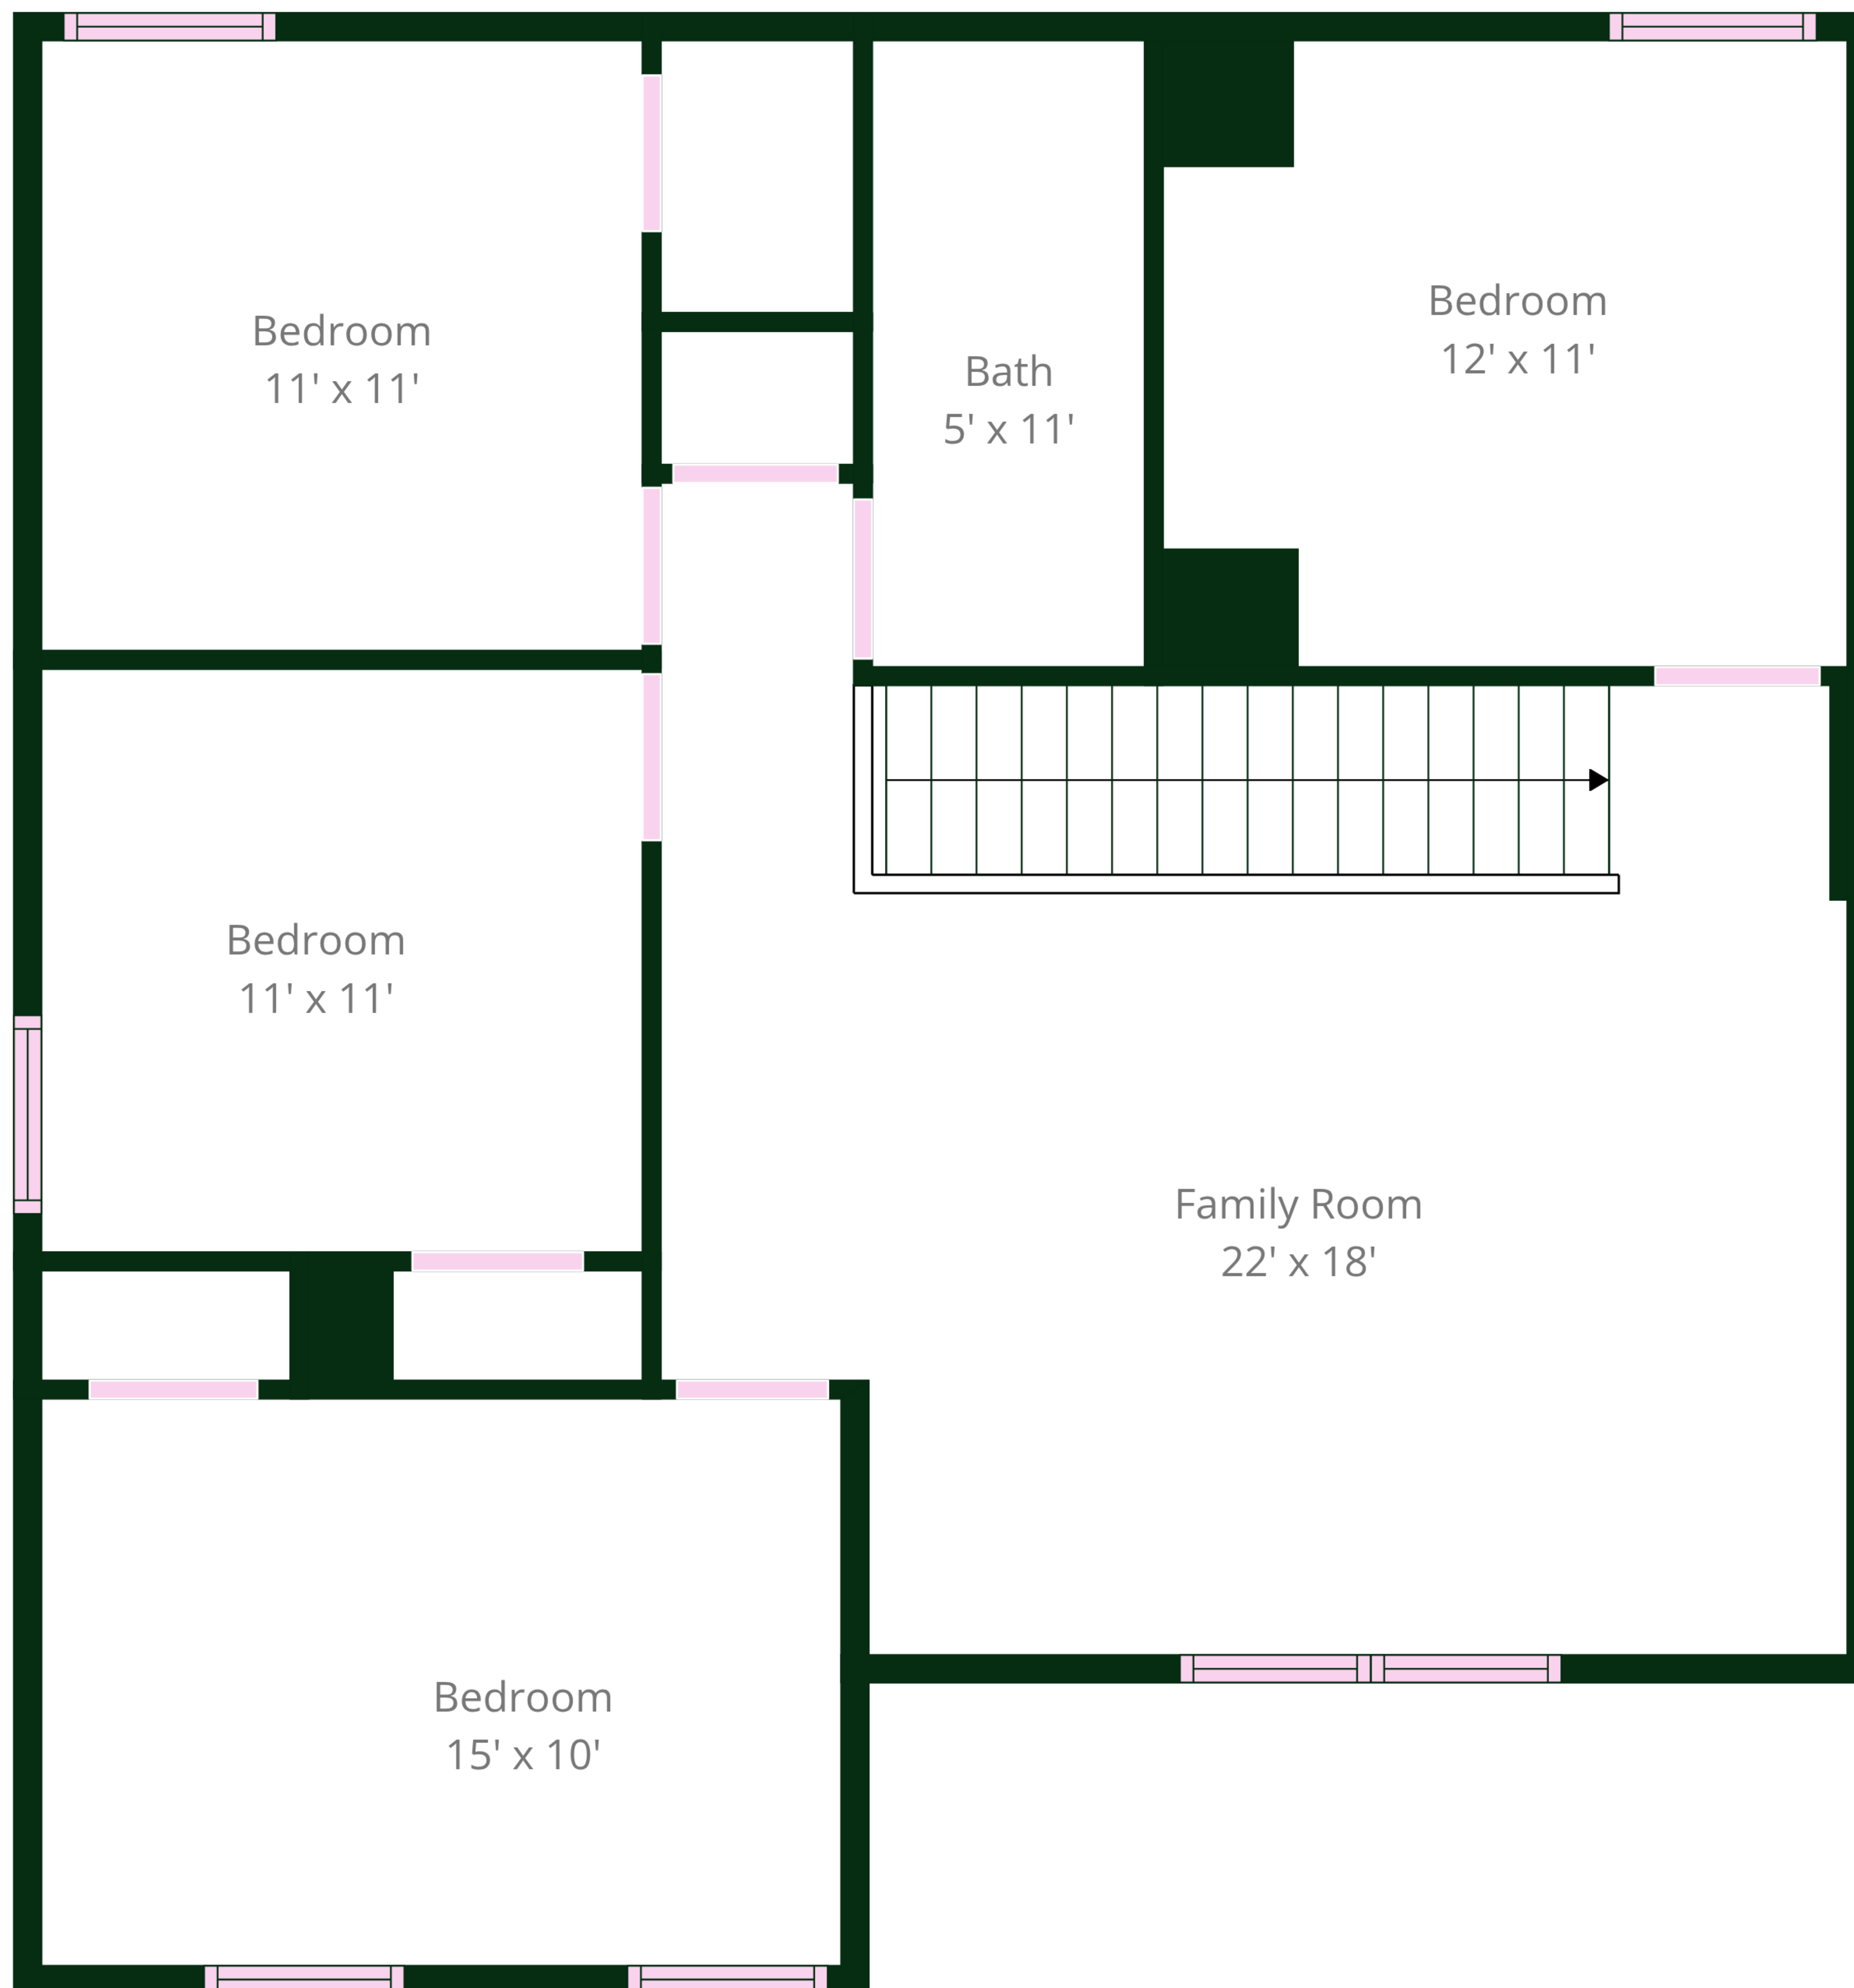 Bedroom
11' x 11'
Bath
5' x 11'
Bedroom
12' x 11'
Bedroom
11' x 11'
Family Room
22' x 18'
Bedroom
15' x 10'